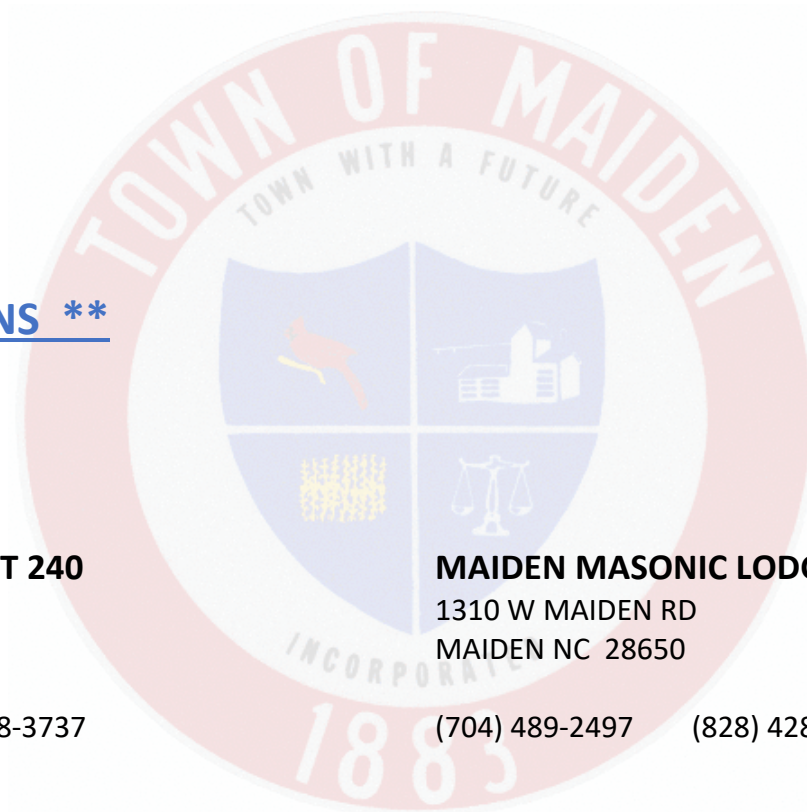 TOWN OF MAIDEN
TOWN WITH A FUTURE
NS **
T 240
MAIDEN MASONIC LODG
1310 W MAIDEN RD
MAIDEN NC 28650
INCORPORATED
8-3737
(704) 489-2497 (828) 428
1883